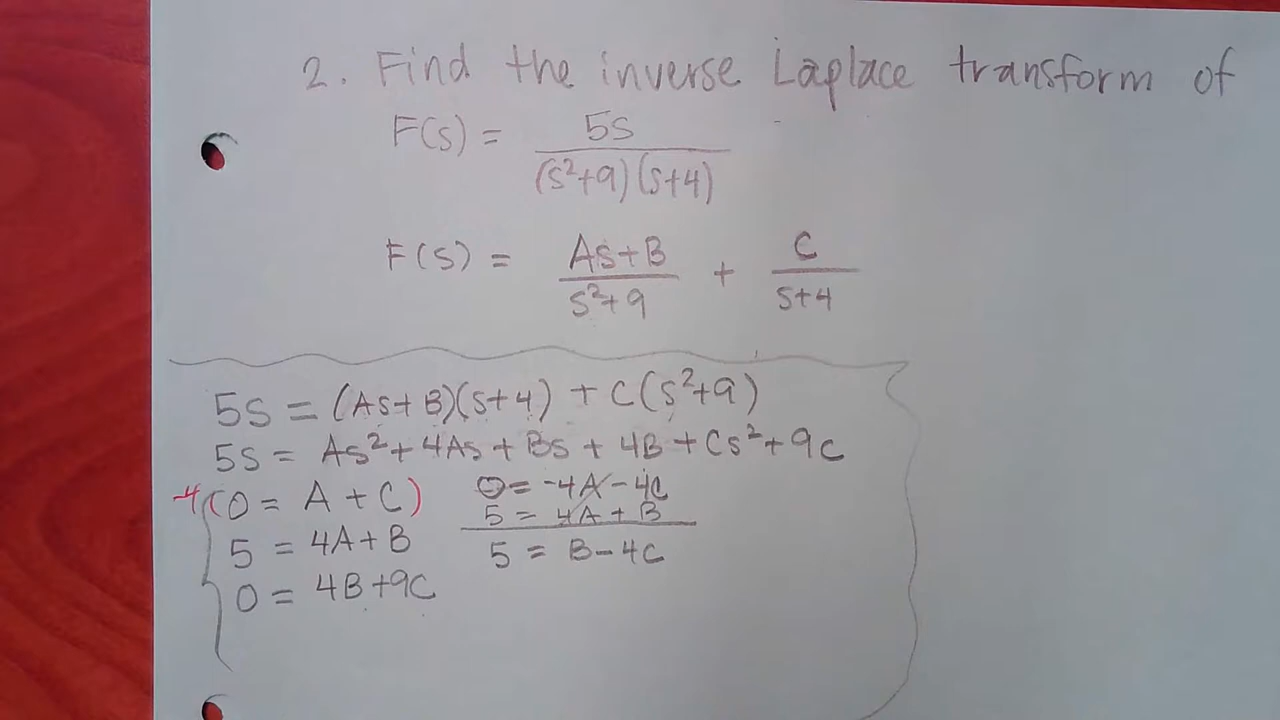 2. Find the inverse Laplace transform of
F(s) = 5s / (s²+9)(s+4)
F(s) = As+B / s²+9 + C / s+4
5s = (As+B)(s+4) + C(s²+9)
5s = As²+4As+Bs+4B+Cs²+9C
-4(0 = A+C)
5 = 4A+B
0 = 4B+9C
0 = -4A-4C
5 = 4A+B
5 = B-4C